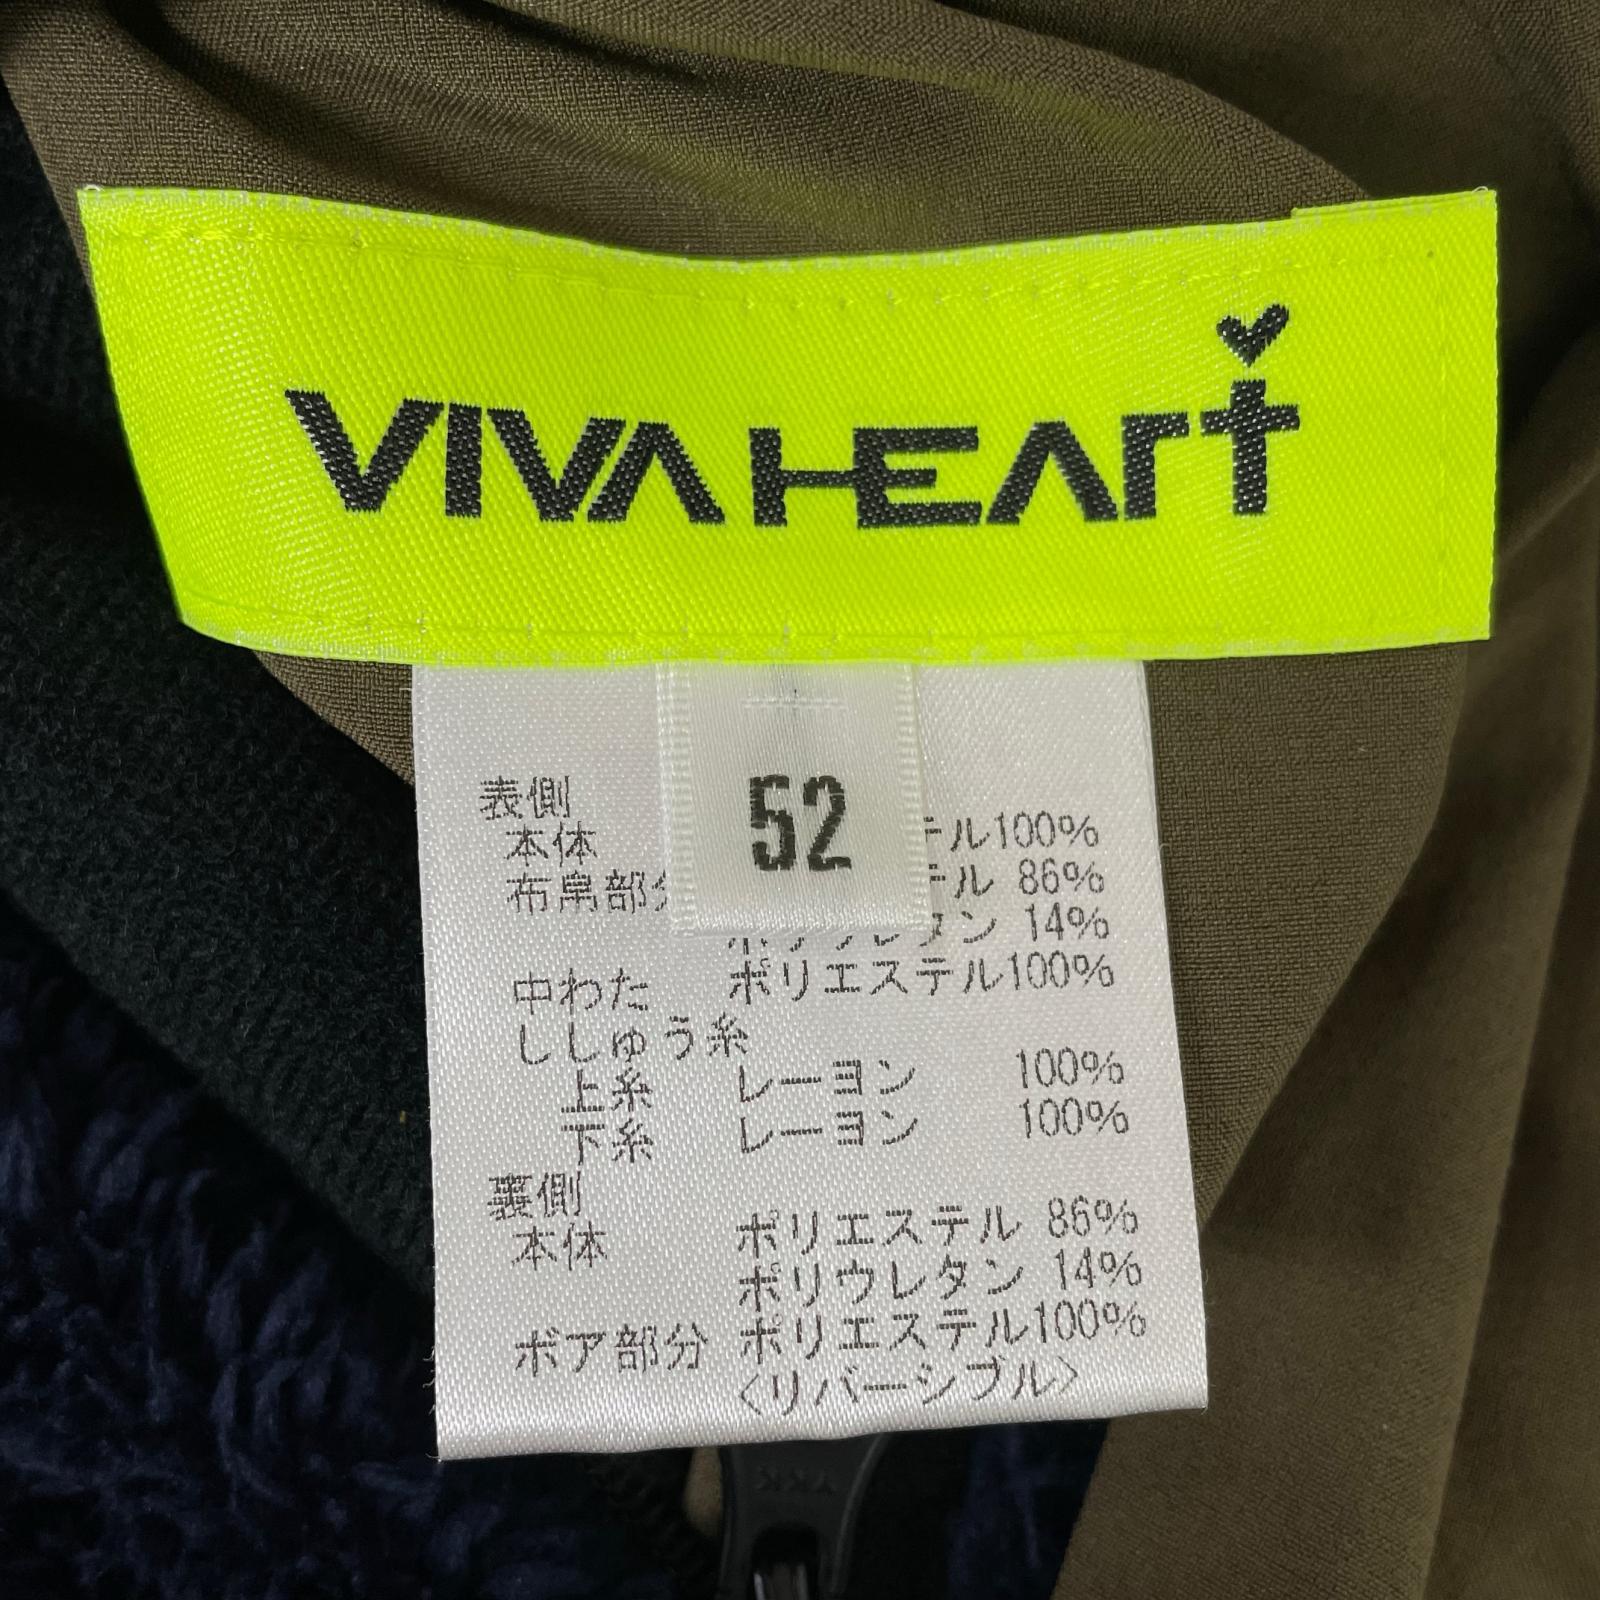 VIVA HEART
52
表側
本体 テル100%
布帛部分 テル 86%
ポリウレタン 14%
中わた ポリエステル100%
ししゅう糸
上糸 レーヨン 100%
下糸 レーヨン 100%
裏側
本体 ポリエステル 86%
ポリウレタン 14%
ボア部分 ポリエステル100%
〈リバーシブル〉
YKK